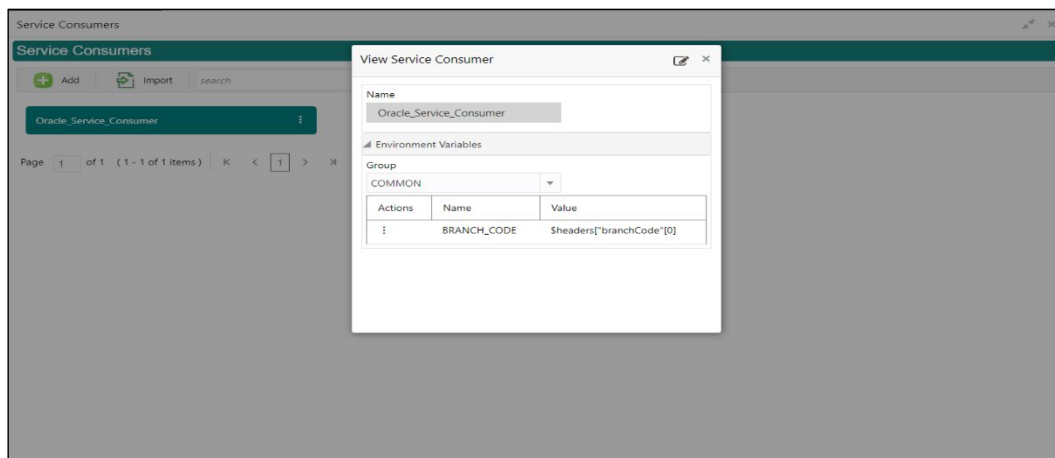 Service Consumers
Service Consumers
Add Import search
Oracle_Service_Consumer
Page 1 of 1 (1 - 1 of 1 items) K < 1 > Ʞ
View Service Consumer
Name
Oracle_Service_Consumer
Environment Variables
Group
COMMON
Actions Name Value
BRANCH_CODE $headers["branchCode"[0]